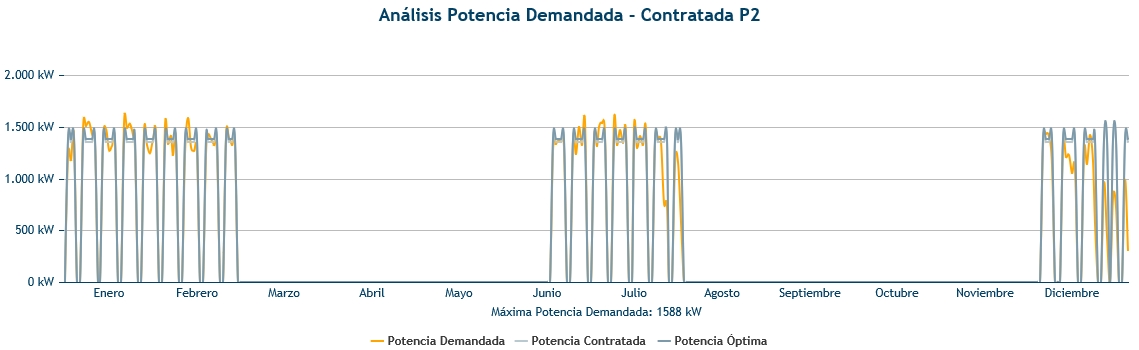 Análisis Potencia Demandada - Contratada P2
2.000 kW
1.500 kW
1.000 kW
500 kW
0 kW
Enero Febrero Marzo Abril Mayo Junio Julio Agosto Septiembre Octubre Noviembre Diciembre
Máxima Potencia Demandada: 1588 kW
Potencia Demandada Potencia Contratada Potencia Óptima